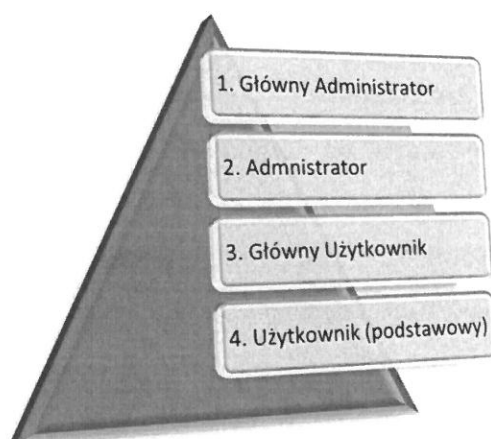 1. Główny Administrator
2. Admnistrator
3. Główny Użytkownik
4. Użytkownik (podstawowy)